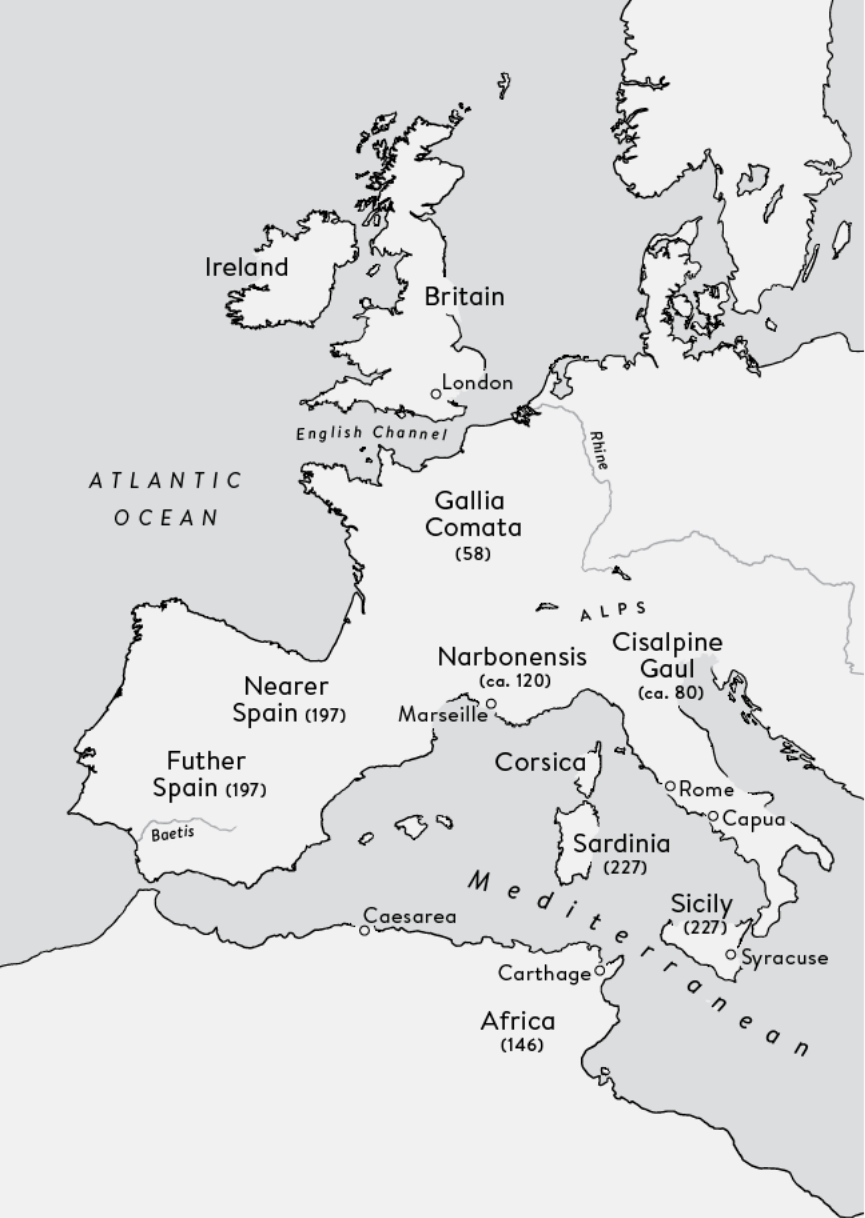 Ireland
Britain
London
English Channel
Rhine
ATLANTIC
OCEAN
Gallia
Comata
(58)
ALPS
Cisalpine
Gaul
(ca. 80)
Narbonensis
(ca. 120)
Marseille
Nearer
Spain (197)
Futher
Spain (197)
Baetis
Corsica
Rome
Capua
Sardinia
(227)
Mediterranean
Sicily
(227)
Syracuse
Caesarea
Carthage
Africa
(146)